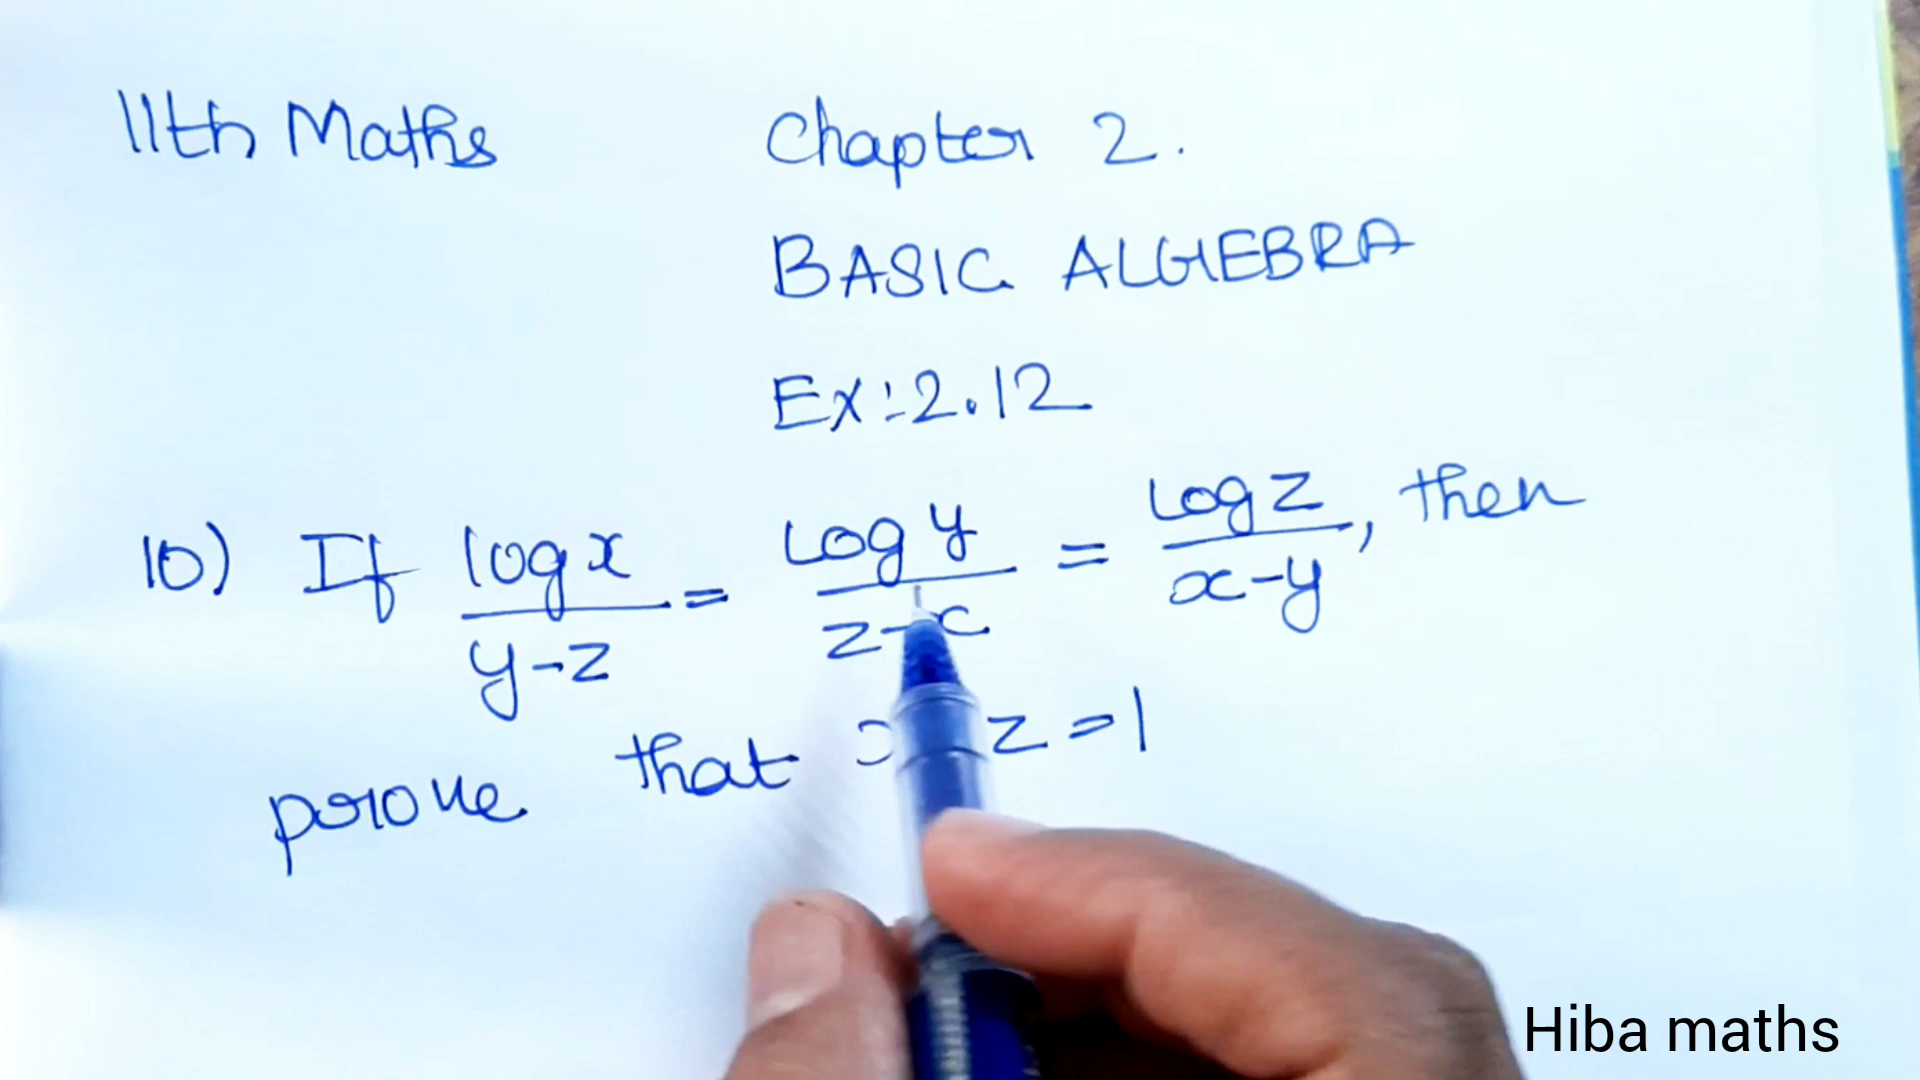 11th Maths Chapter 2.
BASIC ALGEBRA
Ex:-2.12
10) If log x / y-z = log y / z-x = log z / x-y, then
prove that z = 1
Hiba maths